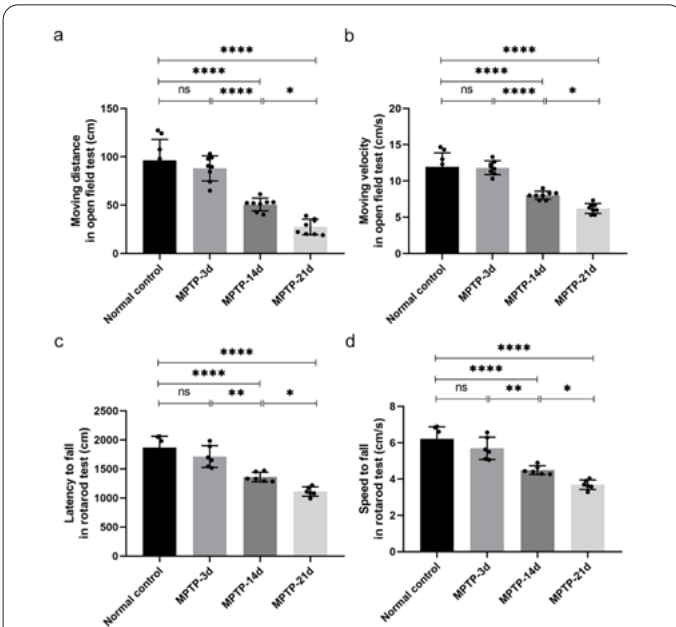 a
****
****
ns
****
*
Moving distance
in open field test (cm)
150
100
50
0
Normal control
MPTP-3d
MPTP-14d
MPTP-21d
b
****
****
ns
****
*
Moving velocity
in open field test (cm/s)
20
15
10
5
0
Normal control
MPTP-3d
MPTP-14d
MPTP-21d
c
****
****
ns
**
*
Latency to fall
in rotarod test (cm)
2500
2000
1500
1000
500
0
Normal control
MPTP-3d
MPTP-14d
MPTP-21d
d
****
****
ns
**
*
Speed to fall
in rotarod test (cm/s)
8
6
4
2
0
Normal control
MPTP-3d
MPTP-14d
MPTP-21d